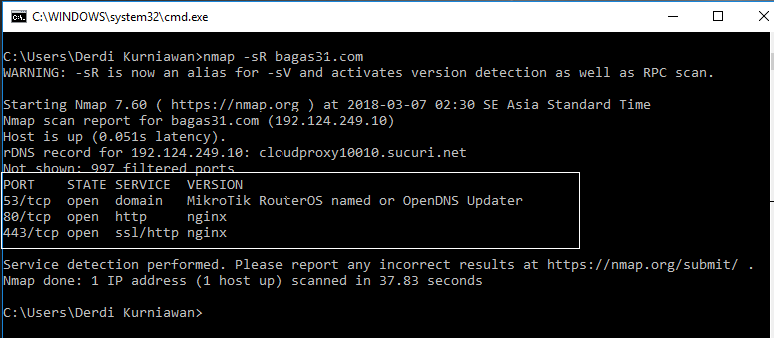 C:\WINDOWS\system32\cmd.exe
C:\Users\Derdi Kurniawan>nmap -sR bagas31.com
WARNING: -sR is now an alias for -sV and activates version detection as well as RPC scan.
Starting Nmap 7.60 ( https://nmap.org ) at 2018-03-07 02:30 SE Asia Standard Time
Nmap scan report for bagas31.com (192.124.249.10)
Host is up (0.051s latency).
rDNS record for 192.124.249.10: cloudproxy10010.sucuri.net
Not shown: 997 filtered ports
PORT    STATE SERVICE  VERSION
53/tcp  open  domain   MikroTik RouterOS named or OpenDNS Updater
80/tcp  open  http     nginx
443/tcp open  ssl/http nginx
Service detection performed. Please report any incorrect results at https://nmap.org/submit/ .
Nmap done: 1 IP address (1 host up) scanned in 37.83 seconds
C:\Users\Derdi Kurniawan>